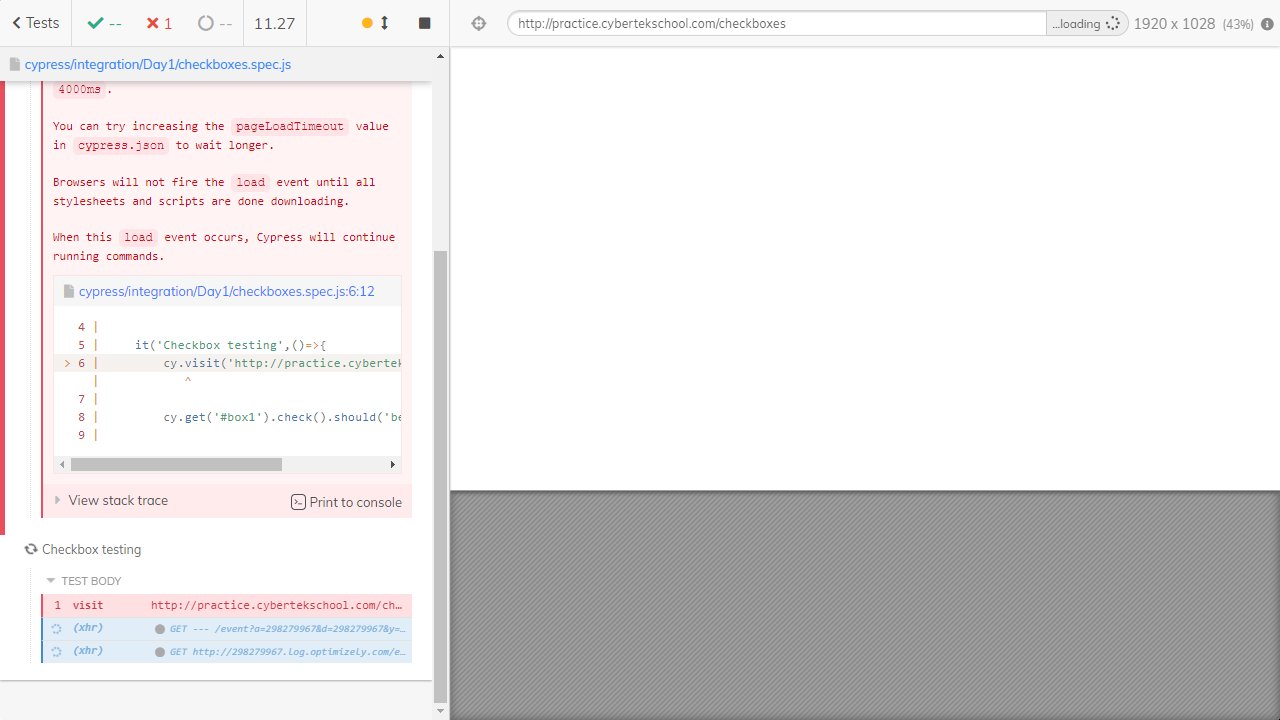 Tests
--
1
--
11.27
http://practice.cybertekschool.com/checkboxes
...loading
1920 x 1028 (43%)
cypress/integration/Day1/checkboxes.spec.js
4000ms.
You can try increasing the pageLoadTimeout value
in cypress.json to wait longer.
Browsers will not fire the load event until all
stylesheets and scripts are done downloading.
When this load event occurs, Cypress will continue
running commands.
cypress/integration/Day1/checkboxes.spec.js:6:12
4 |
5 | it('Checkbox testing',()=>{
> 6 | cy.visit('http://practice.cybertek
| ^
7 |
8 | cy.get('#box1').check().should('be
9 |
View stack trace
Print to console
Checkbox testing
TEST BODY
1 visit http://practice.cybertekschool.com/ch...
(xhr) GET --- /event?a=298279967&d=298279967&y=...
(xhr) GET http://298279967.log.optimizely.com/e...